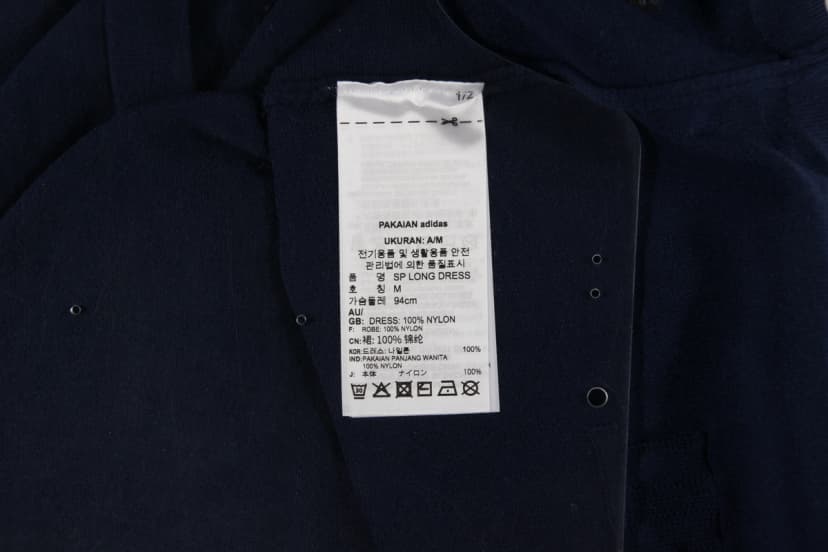 1/2
PAKAIAN adidas
UKURAN: A/M
전기용품 및 생활용품 안전
관리법에 의한 품질표시
품 명 SP LONG DRESS
호 칭 M
가슴둘레 94cm
AU/
GB: DRESS: 100% NYLON
F: ROBE: 100% NYLON
CN: 裙: 100% 锦纶
KOR: 드레스: 나일론 100%
IND: PAKAIAN PANJANG WANITA
100% NYLON
J: 本体 ナイロン 100%